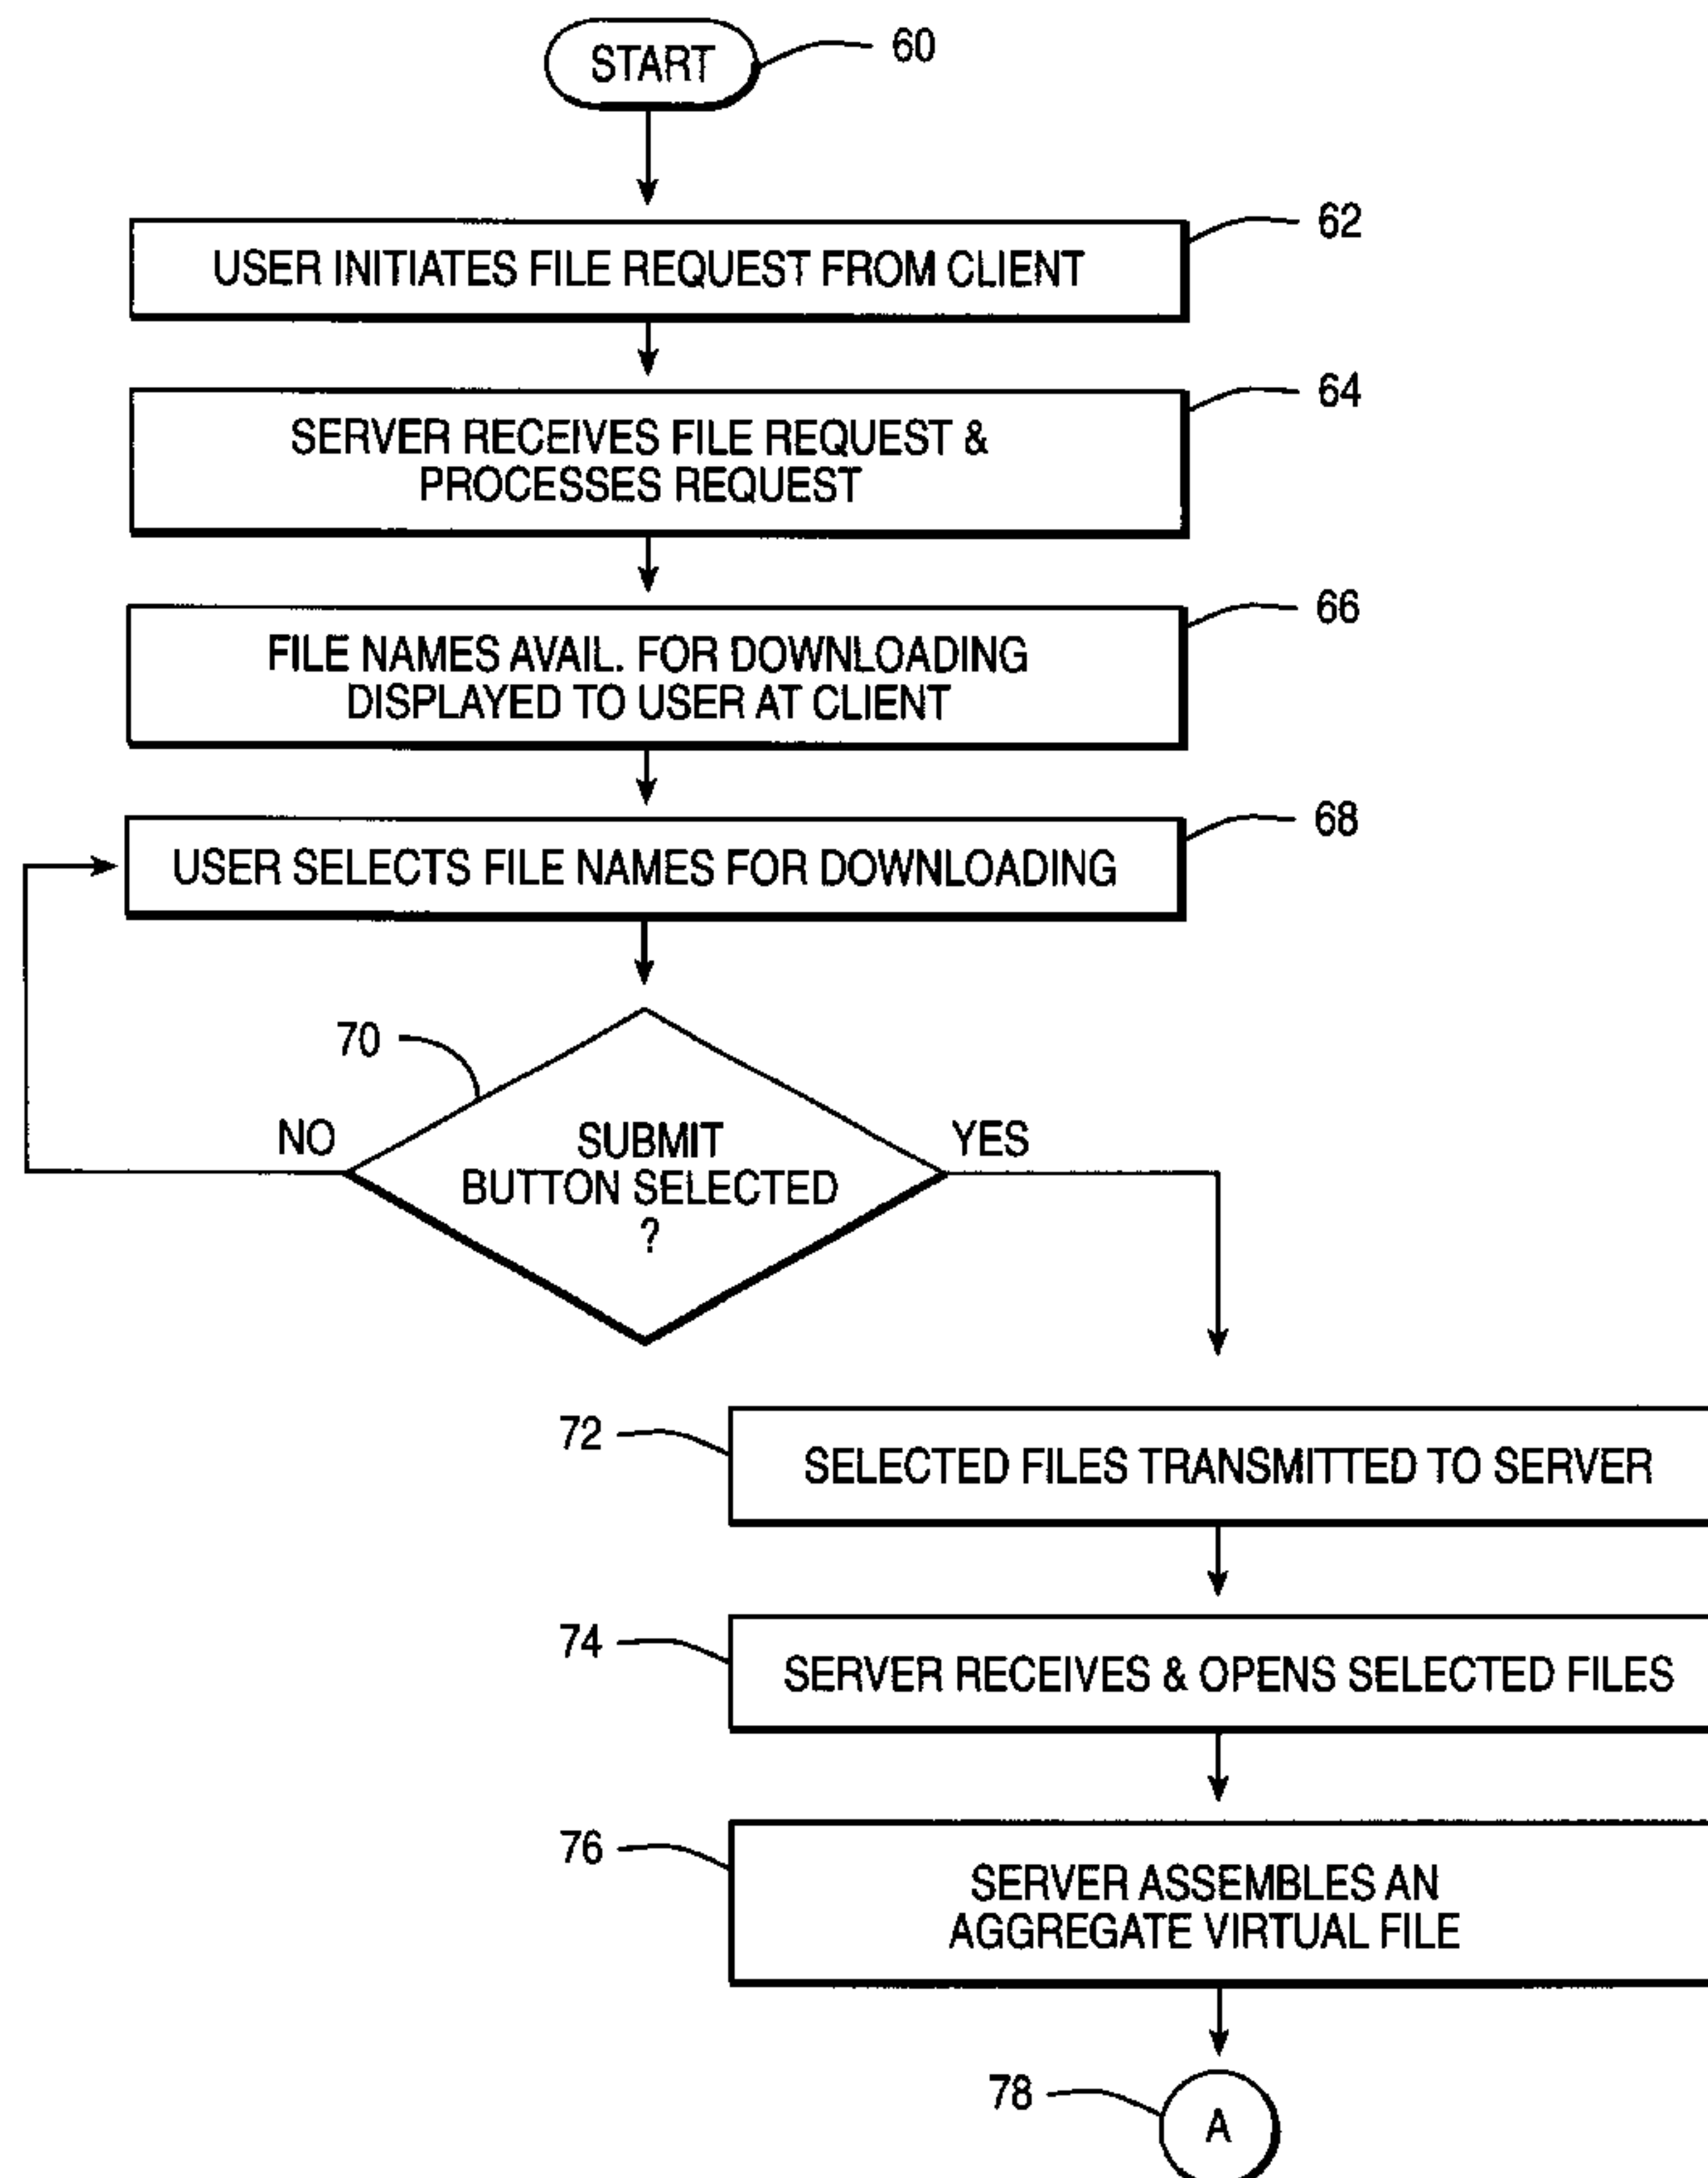 START
60
USER INITIATES FILE REQUEST FROM CLIENT
62
SERVER RECEIVES FILE REQUEST &
PROCESSES REQUEST
64
FILE NAMES AVAIL. FOR DOWNLOADING
DISPLAYED TO USER AT CLIENT
66
USER SELECTS FILE NAMES FOR DOWNLOADING
68
70
NO
SUBMIT
BUTTON SELECTED
?
YES
72
SELECTED FILES TRANSMITTED TO SERVER
74
SERVER RECEIVES & OPENS SELECTED FILES
76
SERVER ASSEMBLES AN
AGGREGATE VIRTUAL FILE
78
A